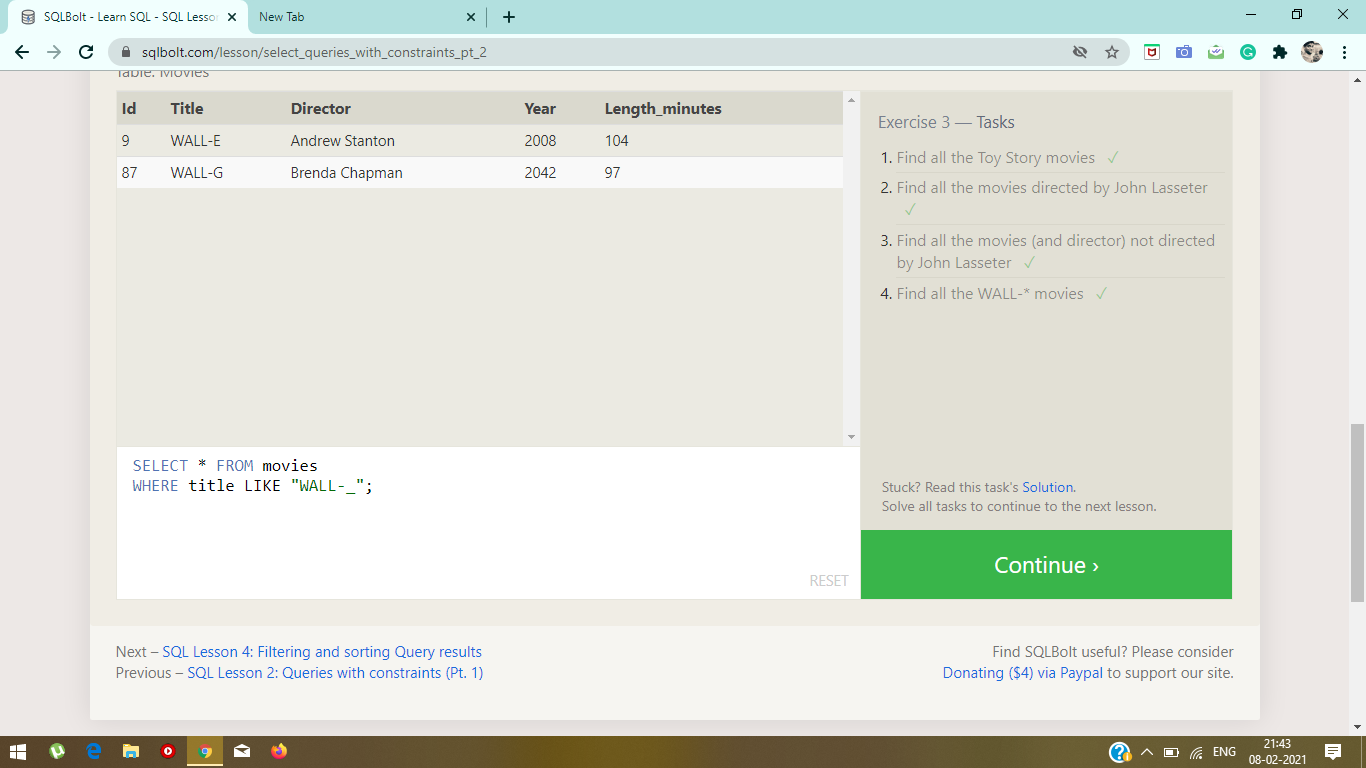 SQLBolt - Learn SQL - SQL Lesson
New Tab
sqlbolt.com/lesson/select_queries_with_constraints_pt_2
Table: Movies
Id Title Director Year Length_minutes
9 WALL-E Andrew Stanton 2008 104
87 WALL-G Brenda Chapman 2042 97
Exercise 3 — Tasks
1. Find all the Toy Story movies ✓
2. Find all the movies directed by John Lasseter
✓
3. Find all the movies (and director) not directed
by John Lasseter ✓
4. Find all the WALL-* movies ✓
SELECT * FROM movies
WHERE title LIKE "WALL-_";
RESET
Stuck? Read this task's Solution.
Solve all tasks to continue to the next lesson.
Continue ›
Next – SQL Lesson 4: Filtering and sorting Query results
Previous – SQL Lesson 2: Queries with constraints (Pt. 1)
Find SQLBolt useful? Please consider
Donating ($4) via Paypal to support our site.
ENG
21:43
08-02-2021